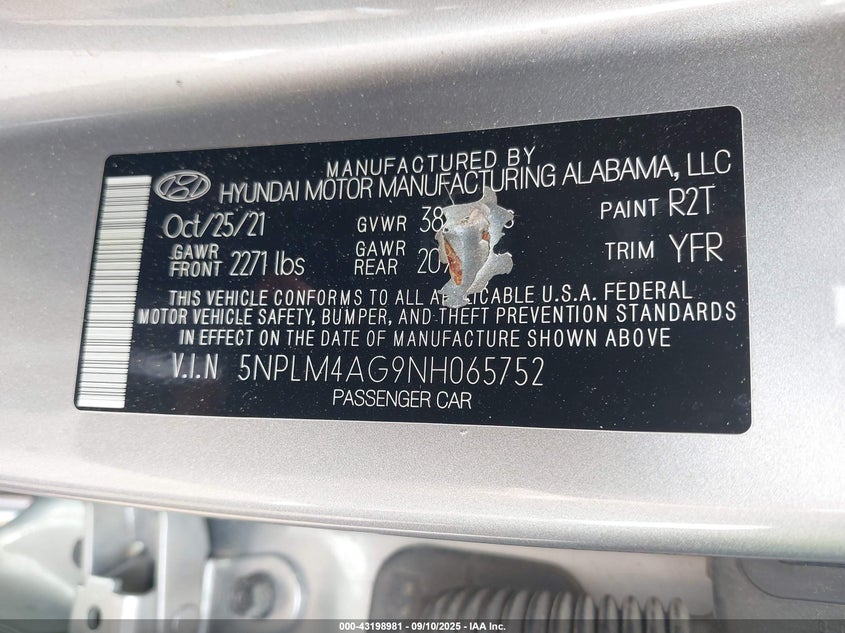 MANUFACTURED BY
HYUNDAI MOTOR MANUFACTURING ALABAMA, LLC
Oct/25/21 GVWR PAINT R2T
GAWR FRONT 2271 lbs GAWR REAR TRIM YFR
THIS VEHICLE CONFORMS TO ALL U.S.A. FEDERAL
MOTOR VEHICLE SAFETY, BUMPER, AND THEFT PREVENTION STANDARDS
IN EFFECT ON THE DATE OF MANUFACTURE SHOWN ABOVE
V.I.N 5NPLM4AG9NH065752
PASSENGER CAR
000-43198981 - 09/10/2025 - IAA Inc.